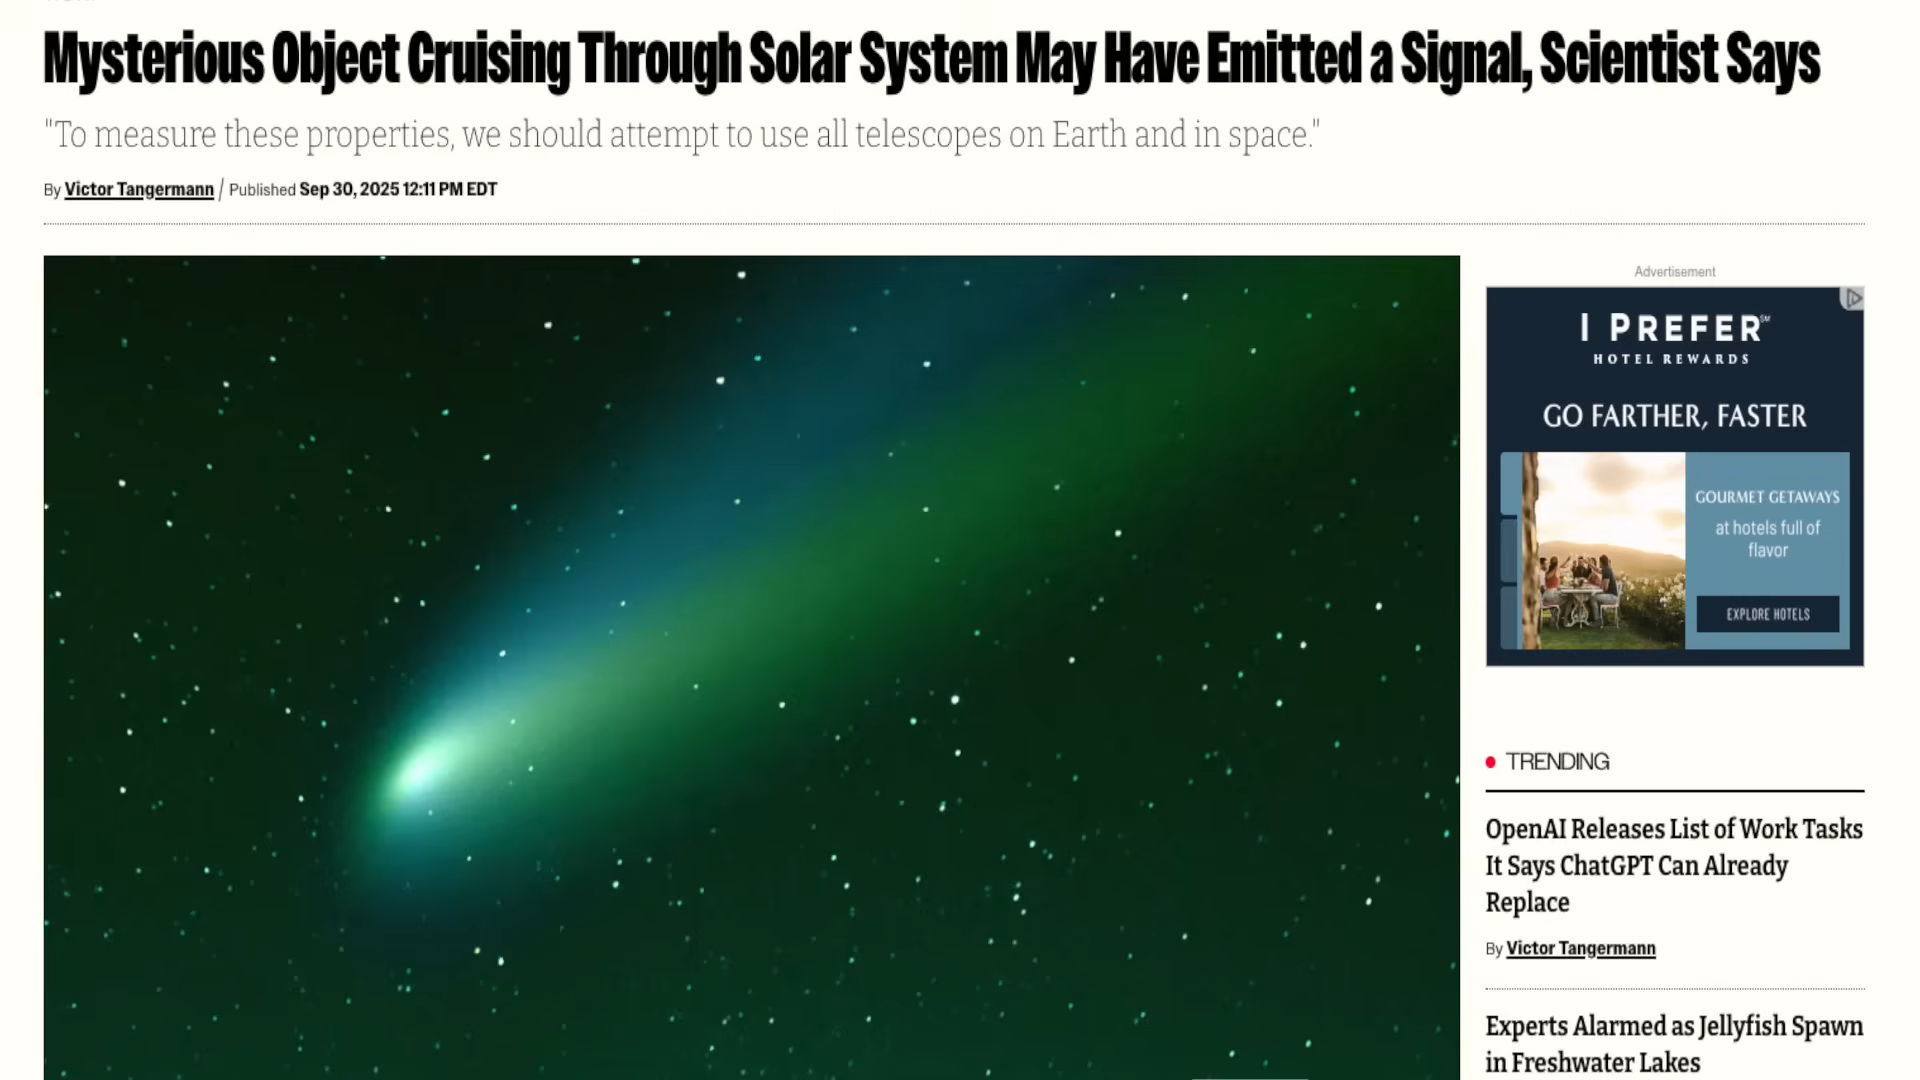 Mysterious Object Cruising Through Solar System May Have Emitted a Signal, Scientist Says
"To measure these properties, we should attempt to use all telescopes on Earth and in space."
By Victor Tangermann / Published Sep 30, 2025 12:11 PM EDT
Advertisement
I PREFER℠
HOTEL REWARDS
GO FARTHER, FASTER
GOURMET GETAWAYS
at hotels full of
flavor
EXPLORE HOTELS
TRENDING
OpenAI Releases List of Work Tasks
It Says ChatGPT Can Already
Replace
By Victor Tangermann
Experts Alarmed as Jellyfish Spawn
in Freshwater Lakes